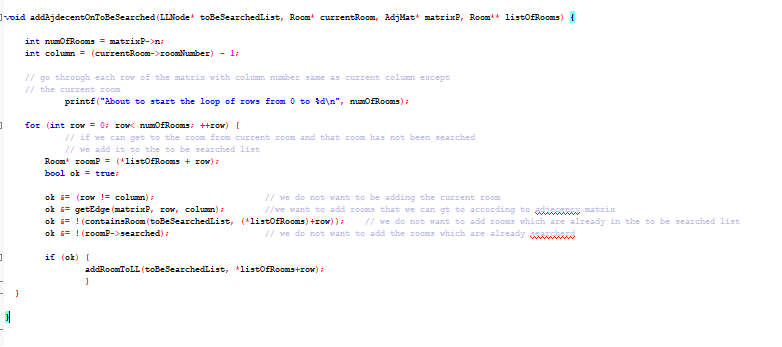 void addAjdecentOnToBeSearched(LLNode* toBeSearchedList, Room* currentRoom, AdjMat* matrixP, Room** listOfRooms) {
int numOfRooms = matrixP->n;
int column = (currentRoom->roomNumber) - 1;
// go through each row of the matrix with column number same as current column except
// the current room
printf("About to start the loop of rows from 0 to %d\n", numOfRooms);
for (int row = 0; row< numOfRooms; ++row) {
// if we can get to the room from current room and that room has not been searched
// we add it to the to be searched list
Room* roomP = (*listOfRooms + row);
bool ok = true;
ok &= (row != column); // we do not want to be adding the current room
ok &= getEdge(matrixP, row, column); //we want to add rooms that we can gt to according to adjecency matrix
ok &= !(containsRoom(toBeSearchedList, (*listOfRooms)+row)); // we do not want to add rooms which are already in the to be searched list
ok &= !(roomP->searched); // we do not want to add the rooms which are already searcherd
if (ok) {
addRoomToLL(toBeSearchedList, *listOfRooms+row);
}
}
}